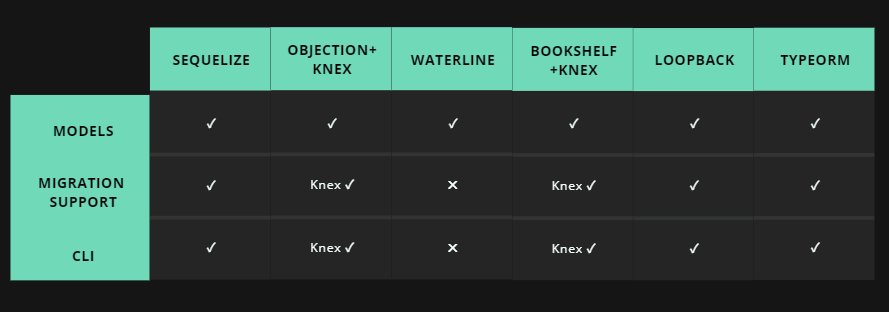 SEQUELIZE OBJECTION+ KNEX WATERLINE BOOKSHELF +KNEX LOOPBACK TYPEORM
MODELS ✓ ✓ ✓ ✓ ✓ ✓
MIGRATION SUPPORT ✓ Knex ✓ ✕ Knex ✓ ✓ ✓
CLI ✓ Knex ✓ ✕ Knex ✓ ✓ ✓